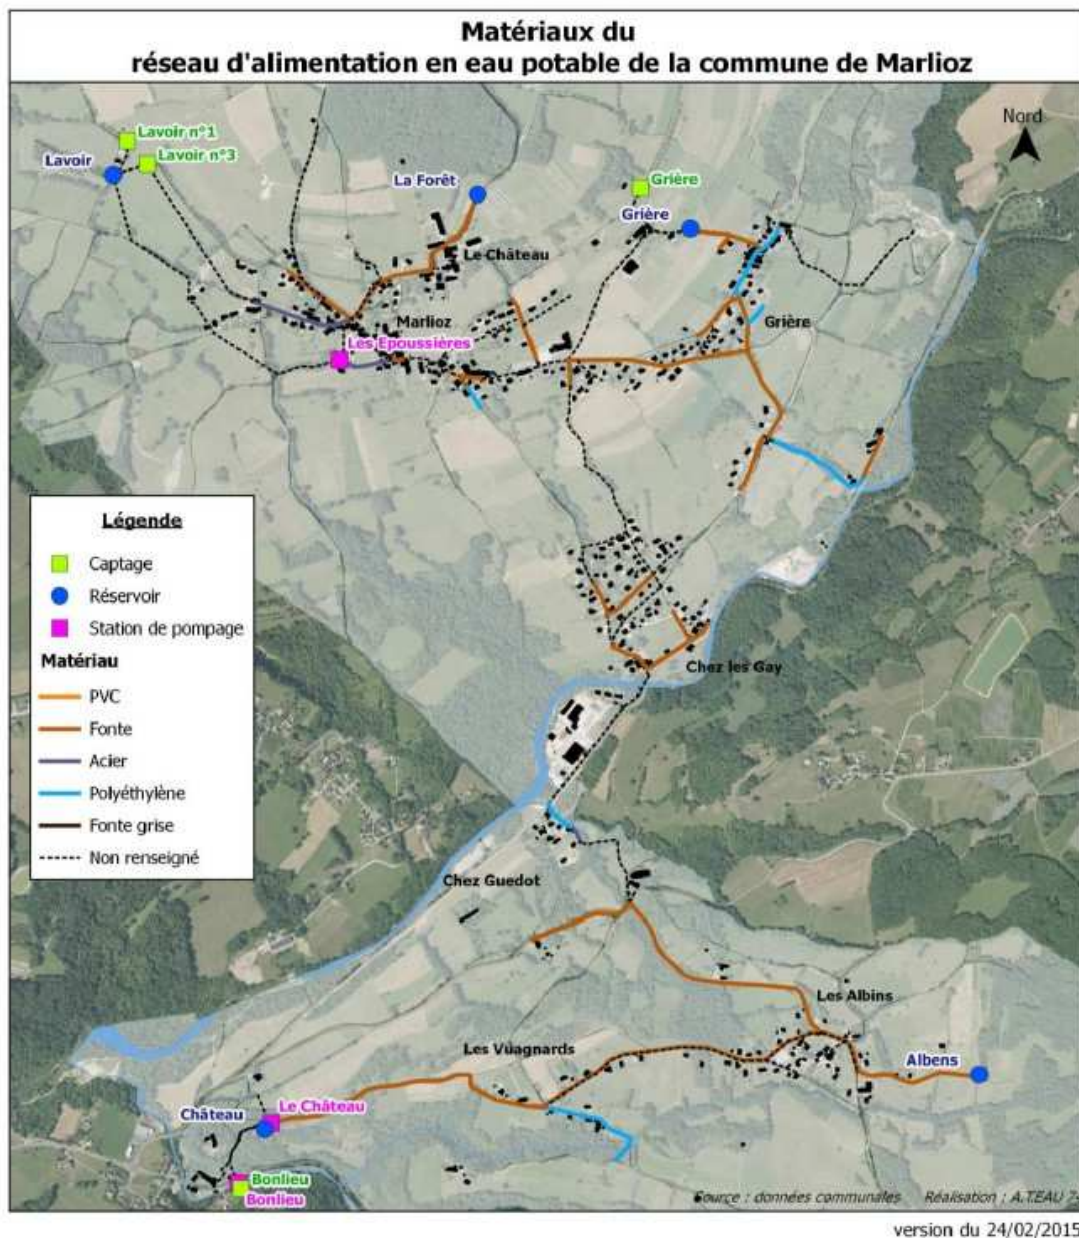 Matériaux du
réseau d'alimentation en eau potable de la commune de Marlioz
Nord
Lavoir n°1
Lavoir n°3
Lavoir
La Forêt
Grière
Grière
Le Château
Marlioz
Grière
Les Epoussières
Légende
Captage
Réservoir
Station de pompage
Matériau
PVC
Fonte
Acier
Polyéthylène
Fonte grise
Non renseigné
Chez les Gay
Chez Guedot
Les Albins
Les Vuagnards
Albens
Château
Le Château
Bonlieu
Bonlieu
Source : données communales Réalisation : A.T.EAU 74
version du 24/02/2015